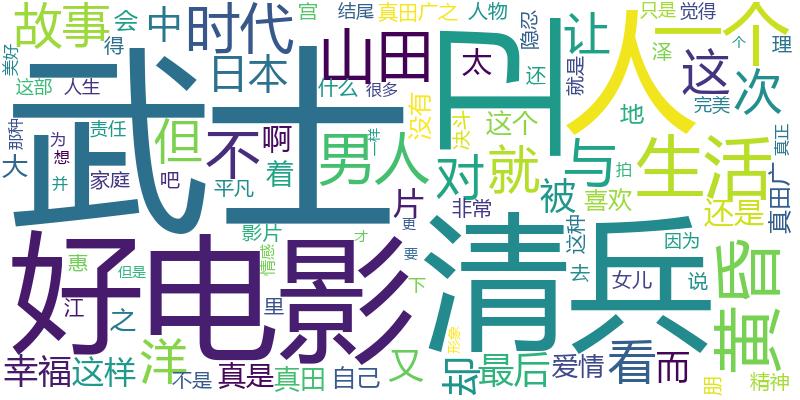 故事
会
中
时代
宫
结尾
真田广之
人物
隐忍
让
人
一个
只是
觉得
个
理
美好
得
日本
山田
太
还
就是
这
泽
次
完美
这部
人生
什么
很多
没有
决斗
这个
地
那种
责任
但
不
啊
武士
男人
片
对
就
与
生活
拍
真正
大
为
想
并
家庭
吧
平凡
着
一样
非常
被
喜欢
还是
真田广
好
电影
影片
情感
才
更
要
下
清兵
这种
去
因为
女儿
说
黄昏
惠
但是
江
之
里
幸福
这样
洋
不是
真是
真田
自己
又
形象
却
最后
爱情
看
而
朋
精神